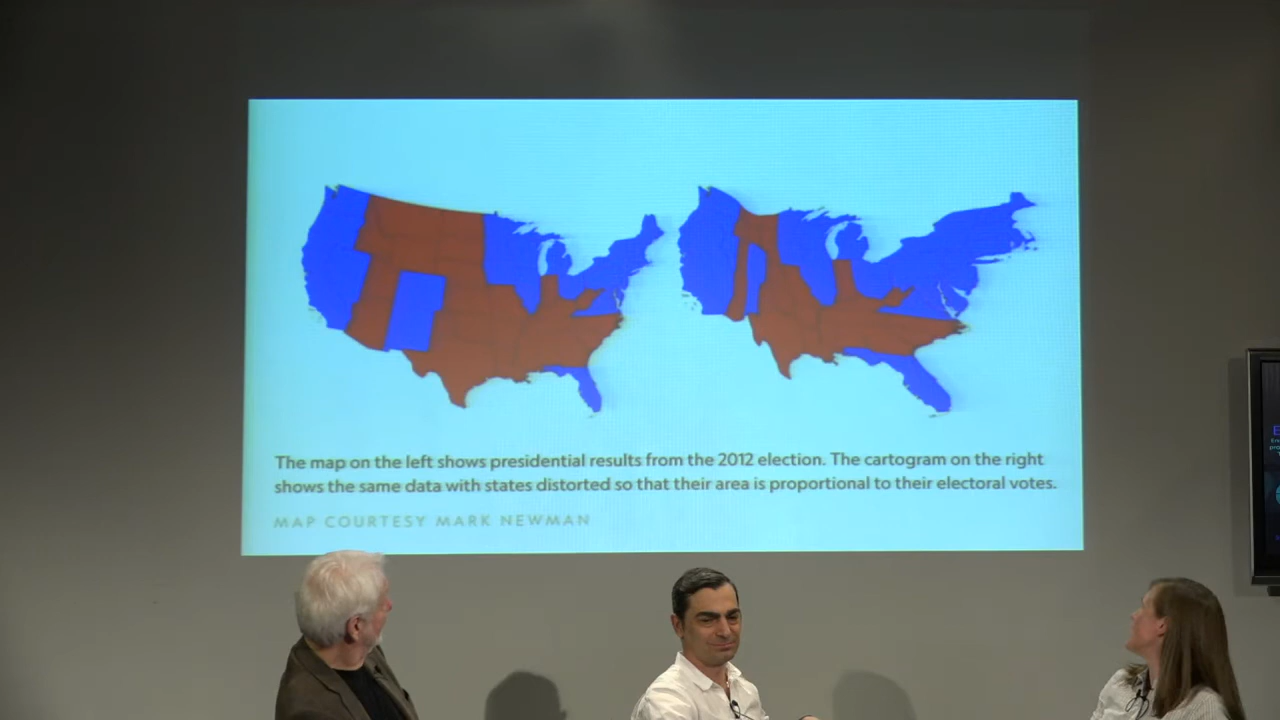 The map on the left shows presidential results from the 2012 election. The cartogram on the right
shows the same data with states distorted so that their area is proportional to their electoral votes.
MAP COURTESY MARK NEWMAN